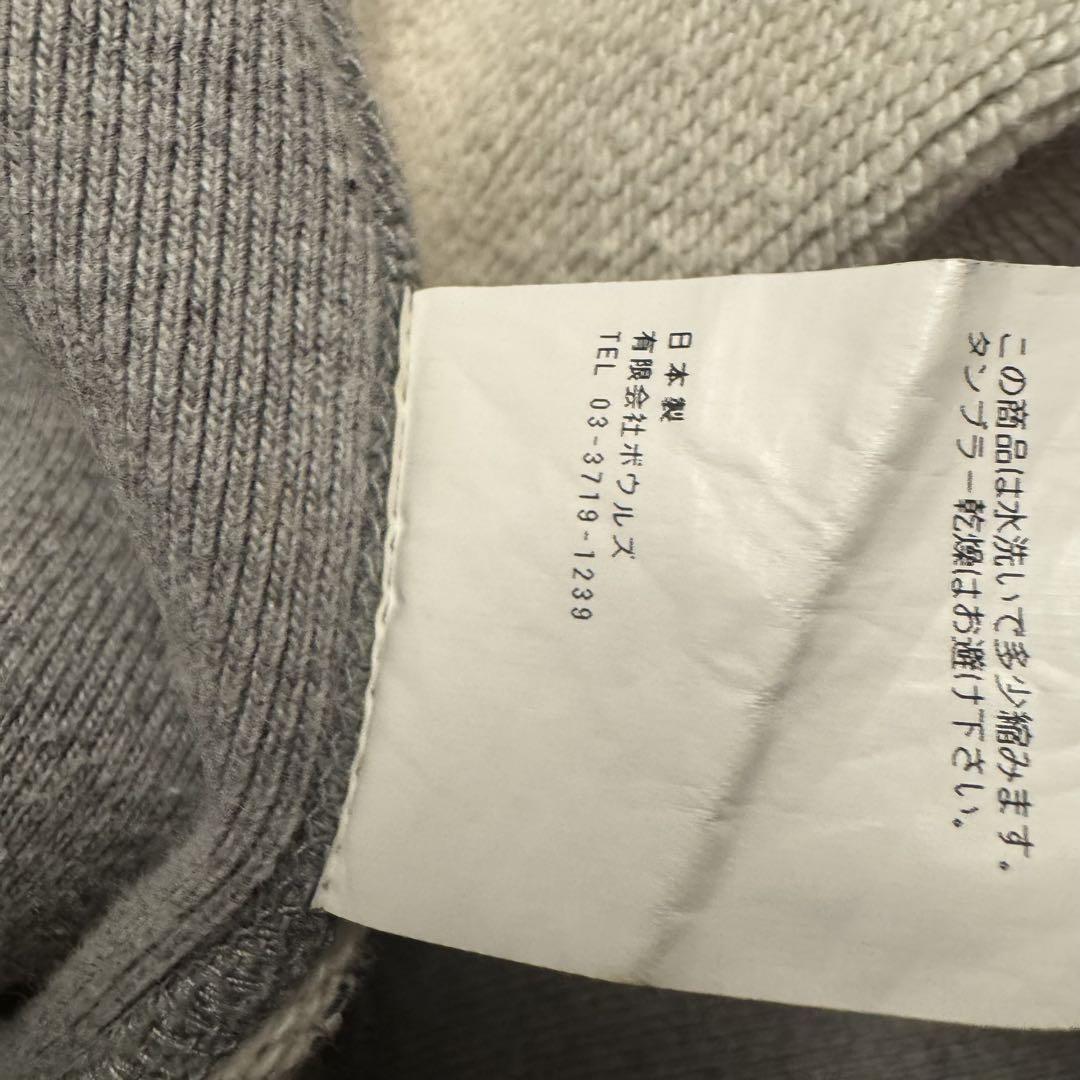 この商品は水洗いで多少縮みます。
タンブラー乾燥はお避け下さい。
日本製
有限会社ボウルズ
TEL 03-3719-1239